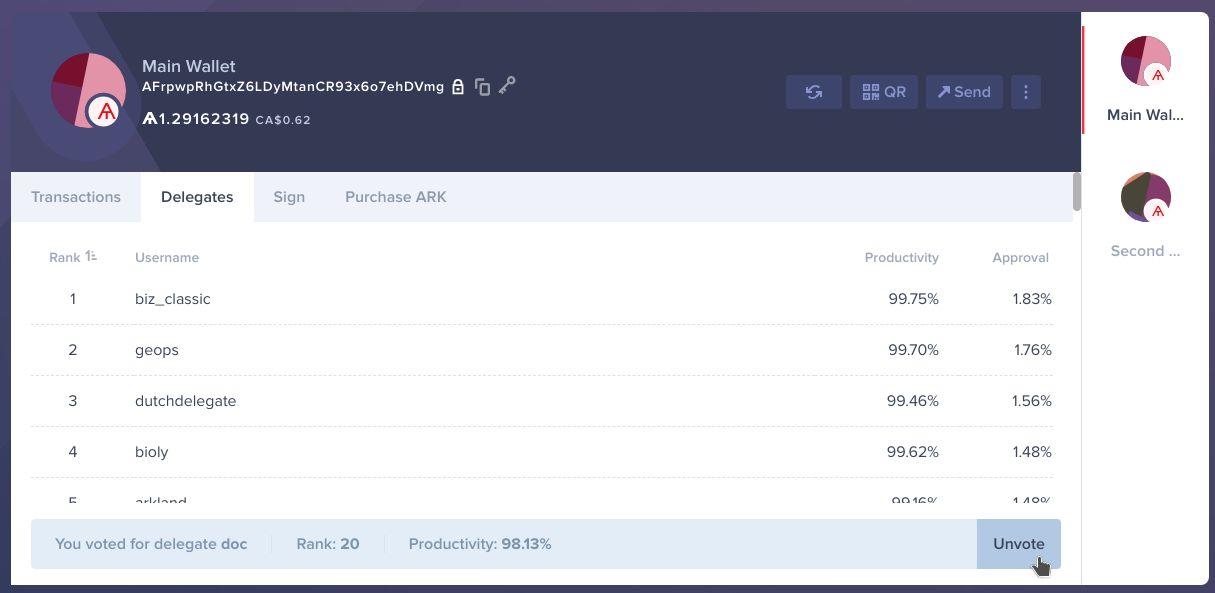 Main Wallet
AFrpwpRhGtxZ6LDyMtanCR93x6o7ehDVmg
Ѧ1.29162319 CA$0.62
QR
Send
Main Wal...
Second ...
Transactions Delegates Sign Purchase ARK
Rank Username Productivity Approval
1 biz_classic 99.75% 1.83%
2 geops 99.70% 1.76%
3 dutchdelegate 99.46% 1.56%
4 bioly 99.62% 1.48%
5 arkland 99.16% 1.48%
You voted for delegate doc Rank: 20 Productivity: 98.13% Unvote